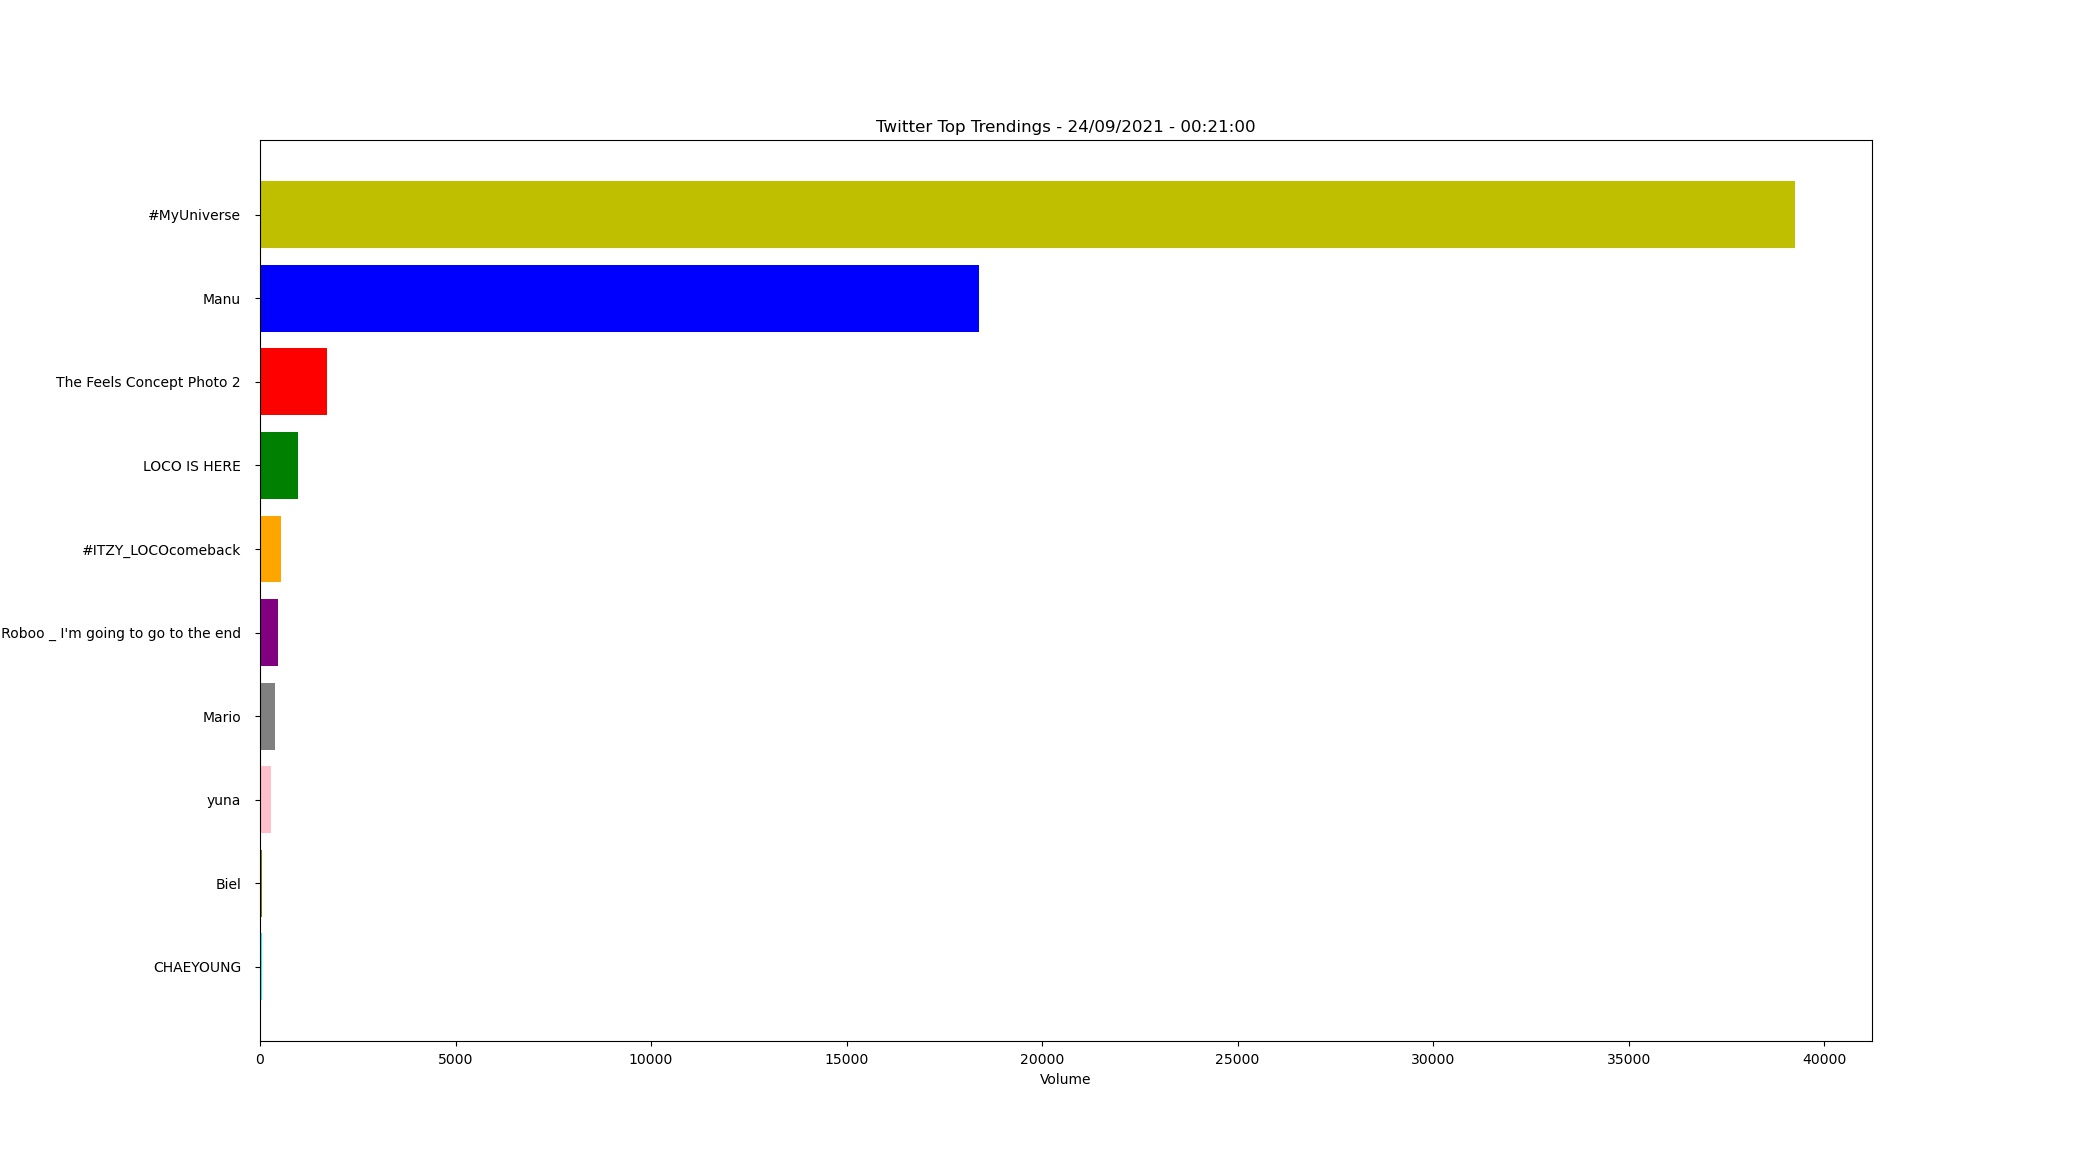 Twitter Top Trendings - 24/09/2021 - 00:21:00
#MyUniverse
Manu
The Feels Concept Photo 2
LOCO IS HERE
#ITZY_LOCOcomeback
Roboo _ I'm going to go to the end
Mario
yuna
Biel
CHAEYOUNG
0 5000 10000 15000 20000 25000 30000 35000 40000
Volume